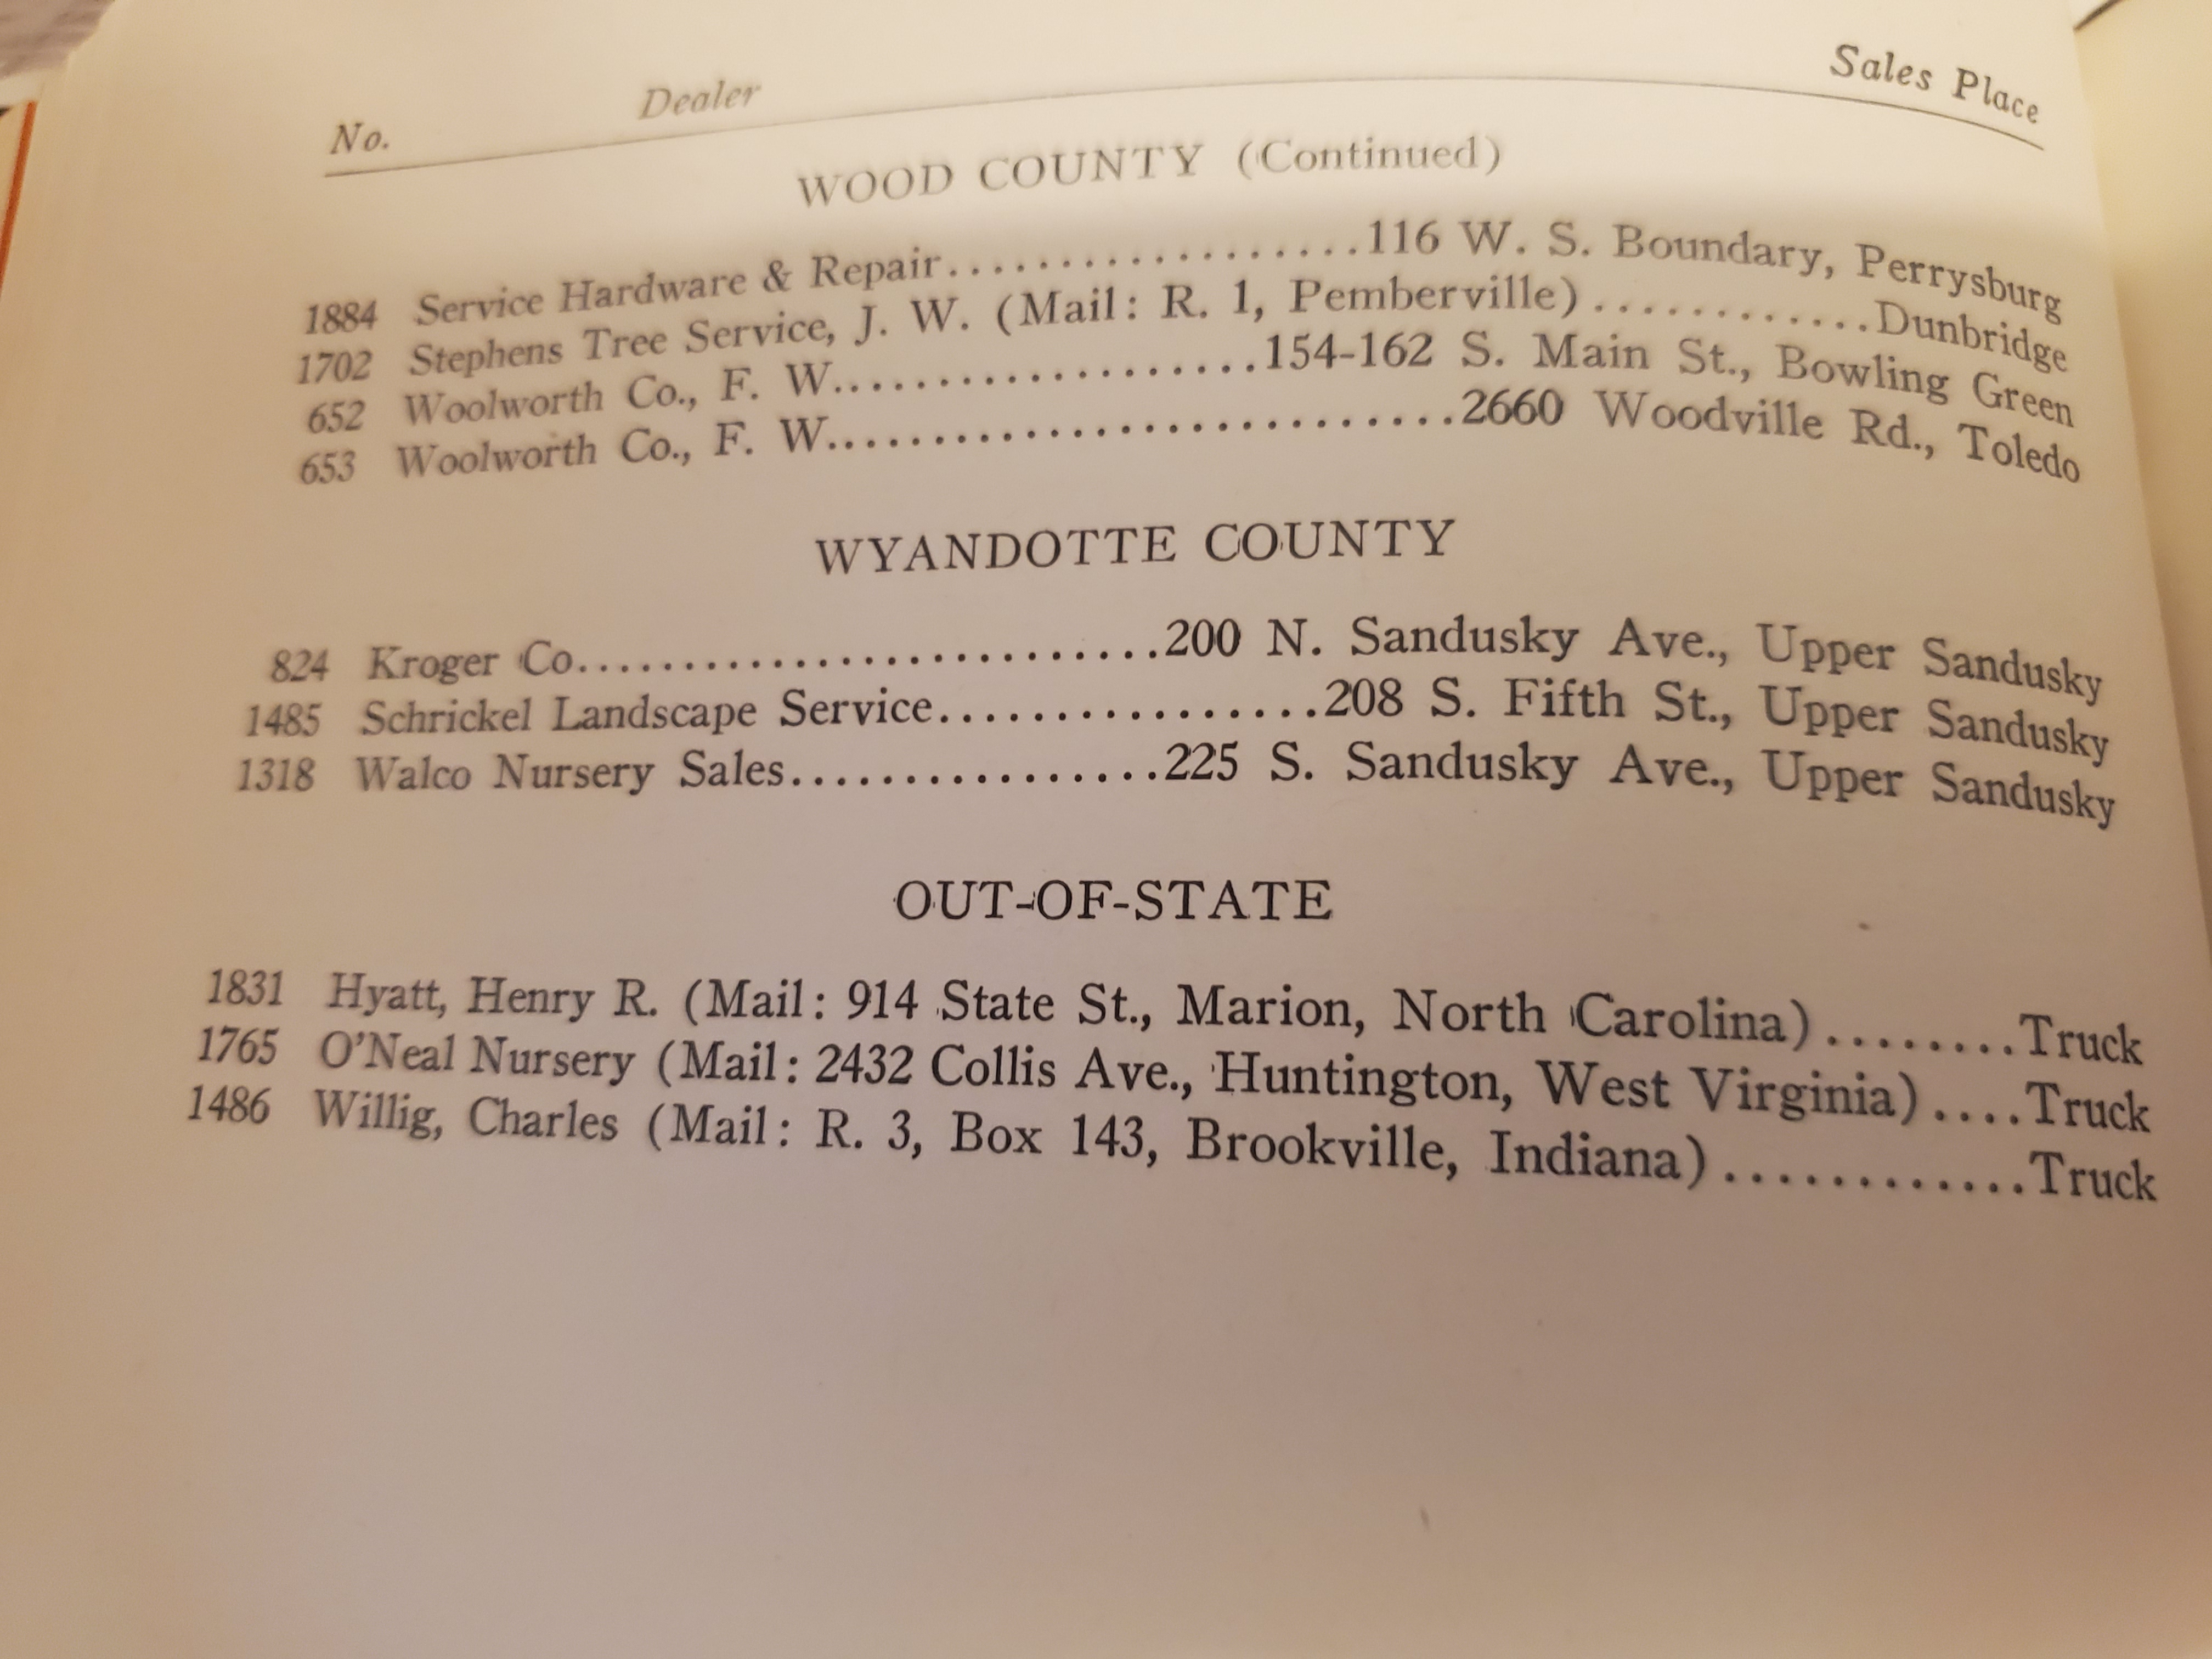 No. Dealer Sales Place
WOOD COUNTY (Continued)
1884 Service Hardware & Repair...................116 W. S. Boundary, Perrysburg
1702 Stephens Tree Service, J. W. (Mail: R. 1, Pemberville)............Dunbridge
652 Woolworth Co., F. W....................154-162 S. Main St., Bowling Green
653 Woolworth Co., F. W.............................2660 Woodville Rd., Toledo
WYANDOTTE COUNTY
824 Kroger Co............................200 N. Sandusky Ave., Upper Sandusky
1485 Schrickel Landscape Service.................208 S. Fifth St., Upper Sandusky
1318 Walco Nursery Sales................225 S. Sandusky Ave., Upper Sandusky
OUT-OF-STATE
1831 Hyatt, Henry R. (Mail: 914 State St., Marion, North Carolina)........Truck
1765 O'Neal Nursery (Mail: 2432 Collis Ave., Huntington, West Virginia)....Truck
1486 Willig, Charles (Mail: R. 3, Box 143, Brookville, Indiana).............Truck